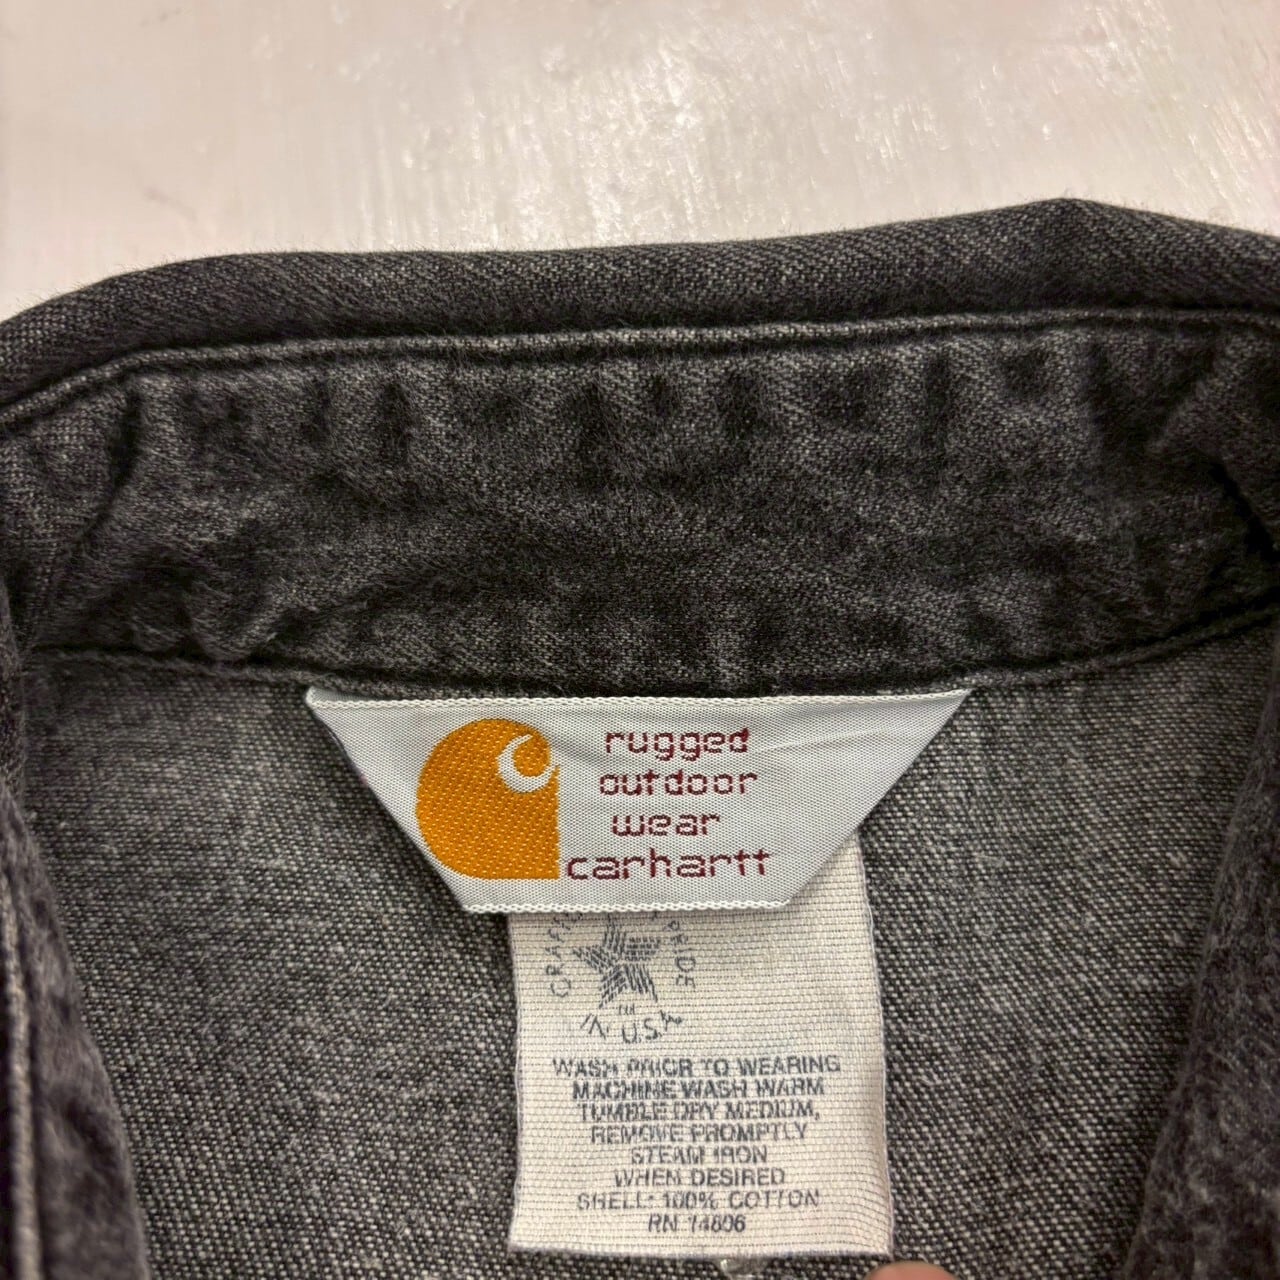 rugged
outdoor
wear
carhartt
PRIDE
IN U.S.A.
WASH PRIOR TO WEARING
MACHINE WASH WARM
TUMBLE DRY MEDIUM,
REMOVE PROMPTLY
STEAM IRON
WHEN DESIRED
SHELL: 100% COTTON
RN 14806